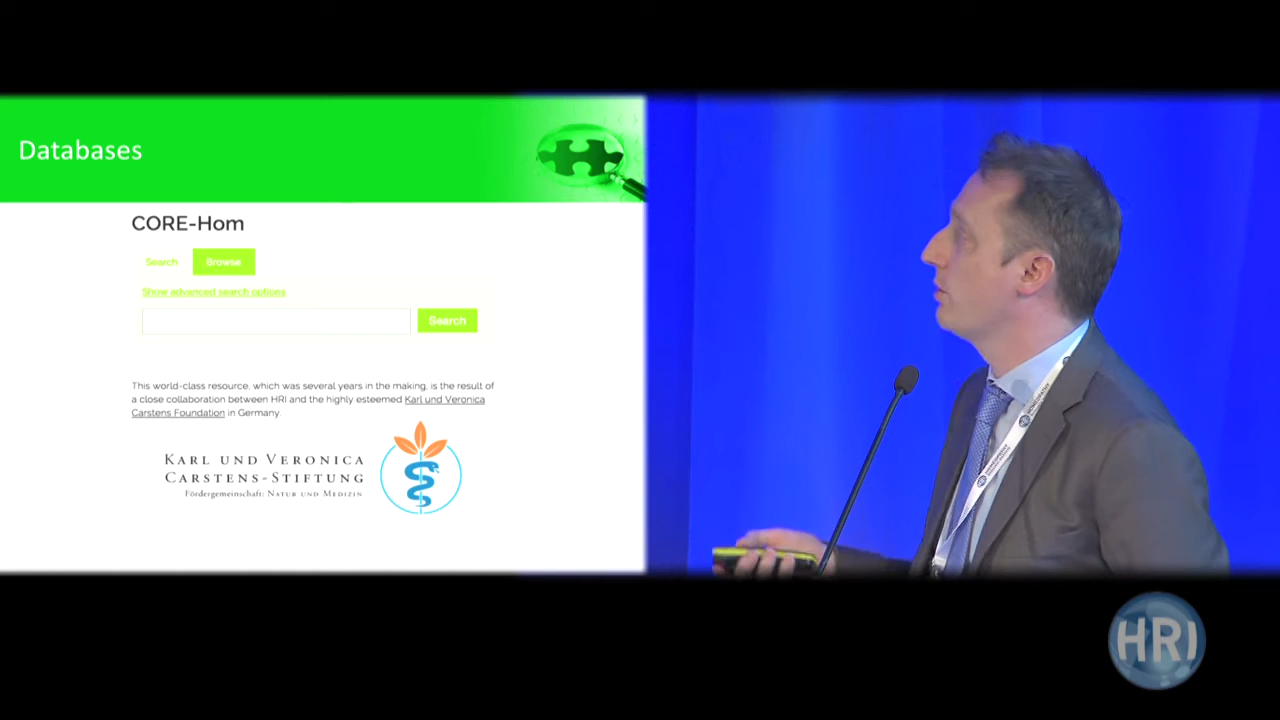 Databases
CORE-Hom
Search
Browse
Show advanced search options
Search
This world-class resource, which was several years in the making, is the result of
a close collaboration between HRI and the highly esteemed Karl und Veronica
Carstens Foundation in Germany.
KARL UND VERONICA
CARSTENS-STIFTUNG
Fördergemeinschaft: NATUR UND MEDIZIN
HRI